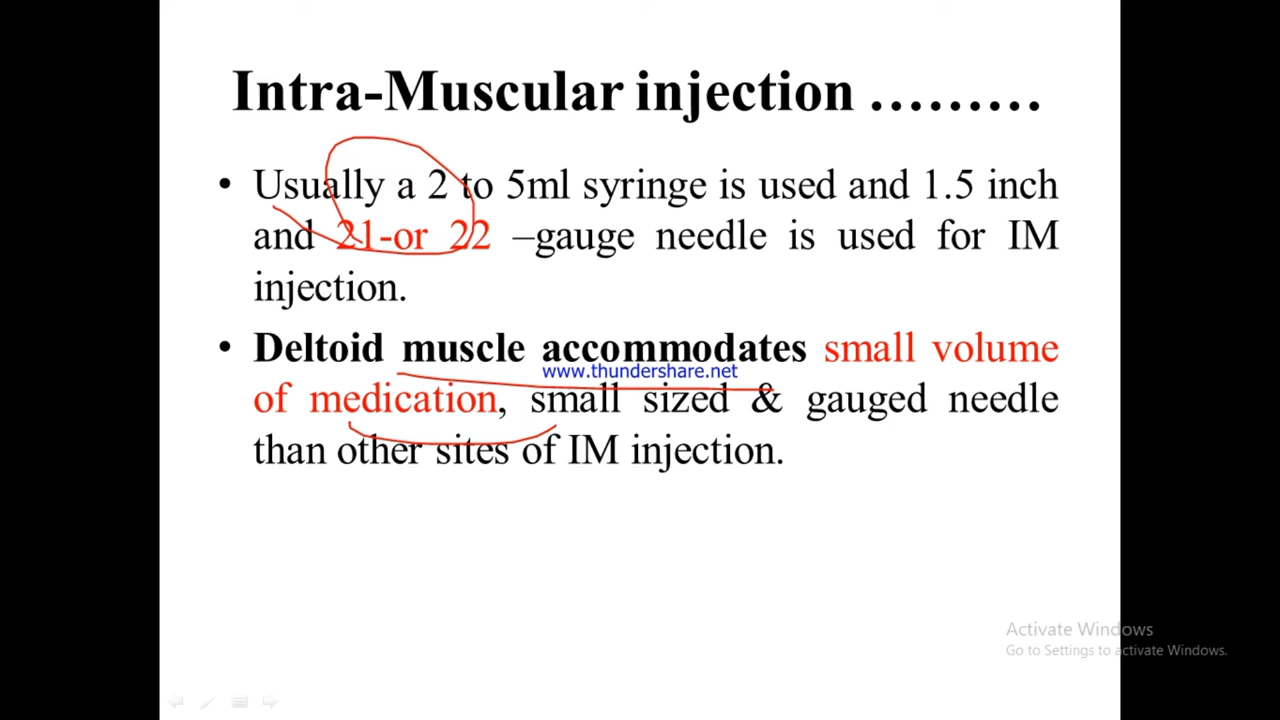 Intra-Muscular injection .........
• Usually a 2 to 5ml syringe is used and 1.5 inch
and 21-or 22 –gauge needle is used for IM
injection.
• Deltoid muscle accommodates small volume
www.thundershare.net
of medication, small sized & gauged needle
than other sites of IM injection.
Activate Windows
Go to Settings to activate Windows.